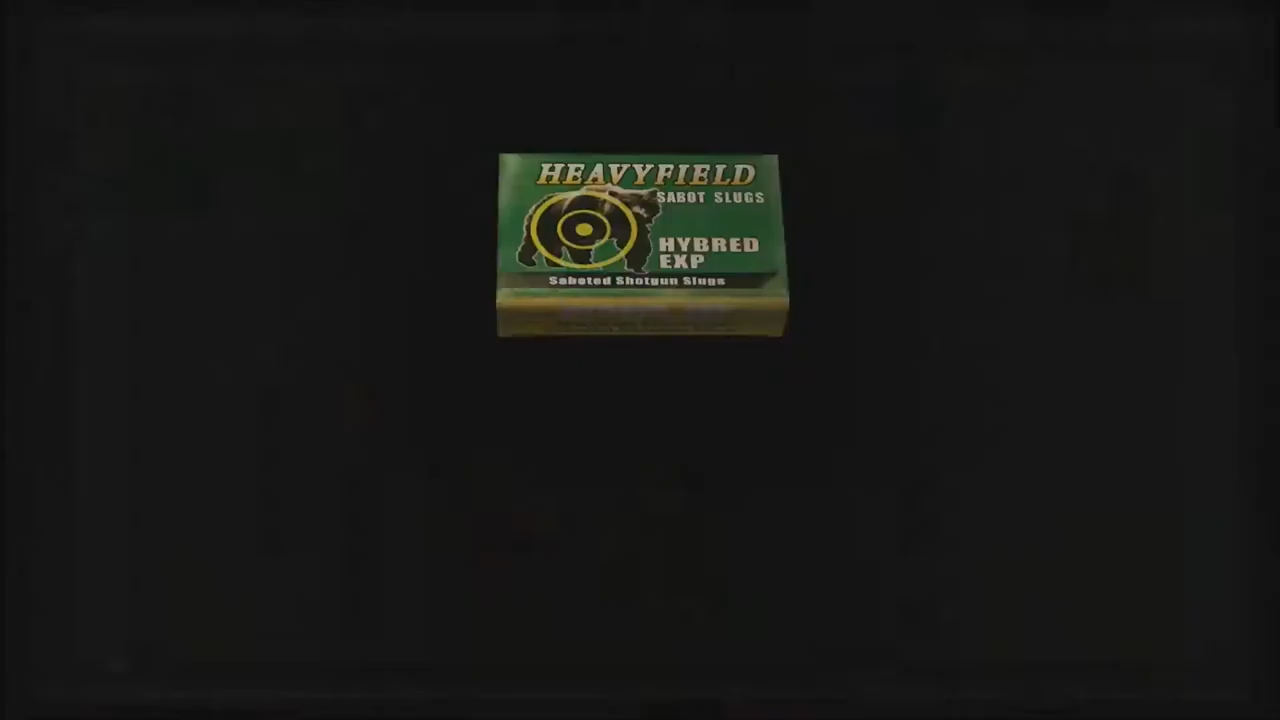 HEAVYFIELD
SABOT SLUGS
HYBRED
EXP
Saboted Shotgun Slugs